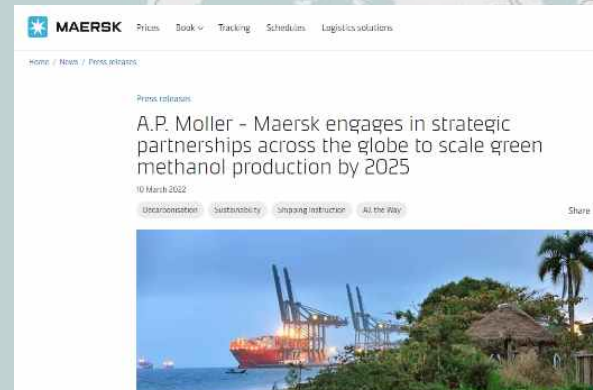 MAERSK Prices Book Tracking Schedules Logistics solutions
Home / News / Press releases
Press releases
A.P. Moller - Maersk engages in strategic
partnerships across the globe to scale green
methanol production by 2025
10 March 2022
Decarbonisation Sustainability Shipping Instruction All the Way
Share